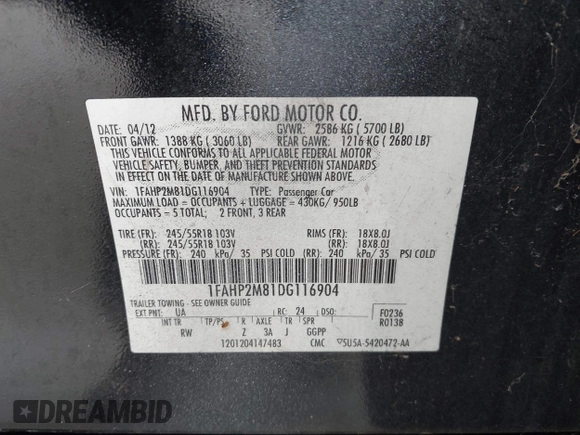 MFD. BY FORD MOTOR CO.
DATE: 04/12 GVWR: 2586 KG ( 5700 LB)
FRONT GAWR: 1388 KG ( 3060 LB) REAR GAWR: 1216 KG ( 2680 LB)
THIS VEHICLE CONFORMS TO ALL APPLICABLE FEDERAL MOTOR
VEHICLE SAFETY, BUMPER, AND THEFT PREVENTION STANDARDS
IN EFFECT ON THE DATE OF MANUFACTURE SHOWN ABOVE.
VIN: 1FAHP2M81DG116904 TYPE: Passenger Car
MAXIMUM LOAD = OCCUPANTS + LUGGAGE = 430KG/ 950LB
OCCUPANTS = 5 TOTAL; 2 FRONT, 3 REAR
TIRE (FR): 245/55R18 103V RIMS (FR): 18X8.0J
(RR): 245/55R18 103V (RR): 18X8.0J
PRESSURE (FR): 240 kPa/ 35 PSI COLD (RR): 240 kPa/ 35 PSI COLD
1FAHP2M81DG116904
TRAILER TOWING - SEE OWNER GUIDE
EXT PNT: UA RC: 24 DSO: F0236
INT TR TP/PS R AXLE TR SPR R0138
RW Z 3A J GGPP
1201204147483 CMC 5U5A-5420472-AA
DREAMBID